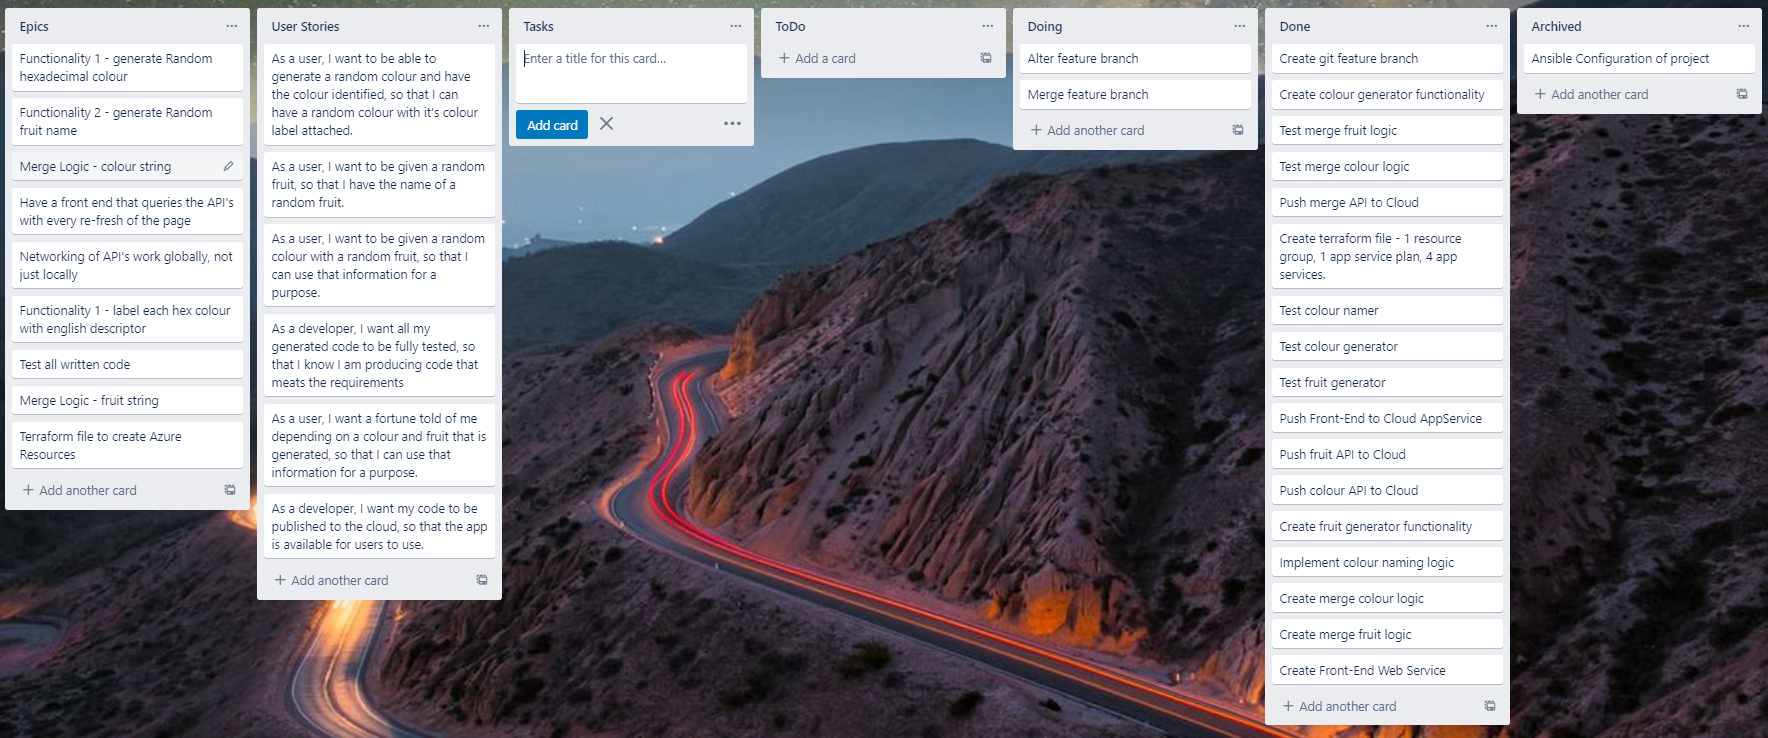 Epics
Functionality 1 - generate Random
hexadecimal colour
Functionality 2 - generate Random
fruit name
Merge Logic - colour string
Have a front end that queries the API's
with every re-fresh of the page
Networking of API's work globally, not
just locally
Functionality 1 - label each hex colour
with english descriptor
Test all written code
Merge Logic - fruit string
Terraform file to create Azure
Resources
+ Add another card
User Stories
As a user, I want to be able to
generate a random colour and have
the colour identified, so that I can
have a random colour with it's colour
label attached.
As a user, I want to be given a random
fruit, so that I have the name of a
random fruit.
As a user, I want to be given a random
colour with a random fruit, so that I
can use that information for a
purpose.
As a developer, I want all my
generated code to be fully tested, so
that I know I am producing code that
meats the requirements
As a user, I want a fortune told of me
depending on a colour and fruit that is
generated, so that I can use that
information for a purpose.
As a developer, I want my code to be
published to the cloud, so that the app
is available for users to use.
+ Add another card
Tasks
Enter a title for this card...
Add card
ToDo
+ Add a card
Doing
Alter feature branch
Merge feature branch
+ Add another card
Done
Create git feature branch
Create colour generator functionality
Test merge fruit logic
Test merge colour logic
Push merge API to Cloud
Create terraform file - 1 resource
group, 1 app service plan, 4 app
services.
Test colour namer
Test colour generator
Test fruit generator
Push Front-End to Cloud AppService
Push fruit API to Cloud
Push colour API to Cloud
Create fruit generator functionality
Implement colour naming logic
Create merge colour logic
Create merge fruit logic
Create Front-End Web Service
+ Add another card
Archived
Ansible Configuration of project
+ Add another card